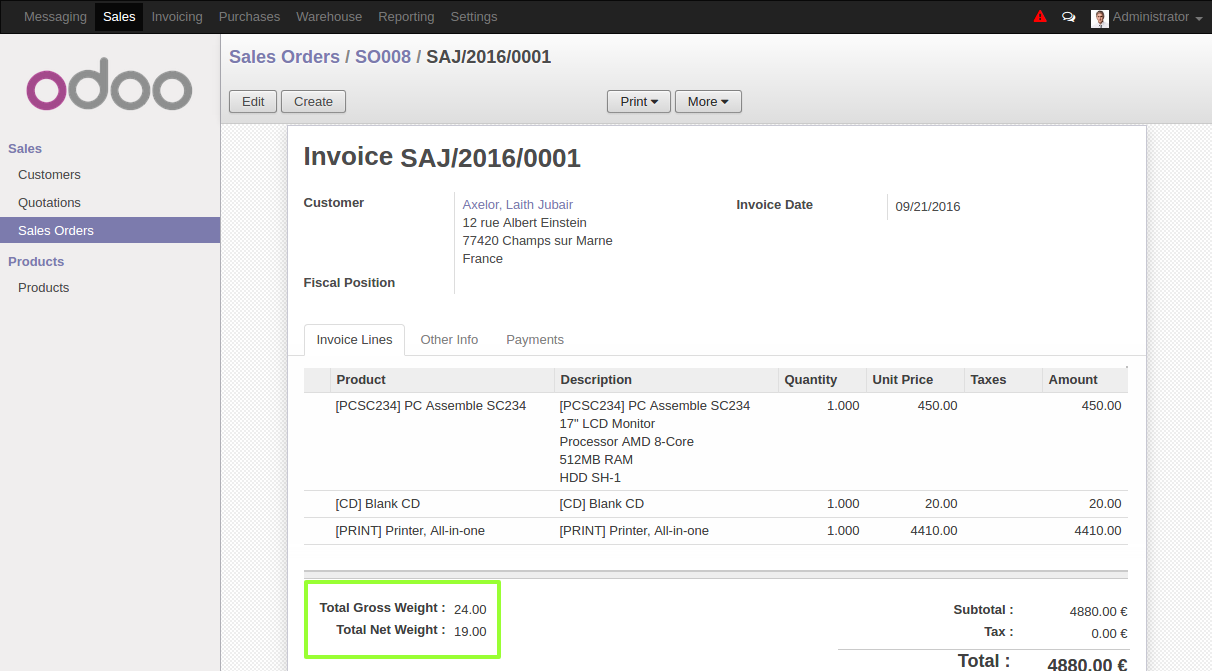 Messaging Sales Invoicing Purchases Warehouse Reporting Settings Administrator
odoo
Sales
Customers
Quotations
Sales Orders
Products
Products
Sales Orders / SO008 / SAJ/2016/0001
Edit Create Print More
Invoice SAJ/2016/0001
Customer
Axelor, Laith Jubair
12 rue Albert Einstein
77420 Champs sur Marne
France
Invoice Date 09/21/2016
Fiscal Position
Invoice Lines Other Info Payments
Product Description Quantity Unit Price Taxes Amount
[PCSC234] PC Assemble SC234 [PCSC234] PC Assemble SC234 1.000 450.00 450.00
17" LCD Monitor
Processor AMD 8-Core
512MB RAM
HDD SH-1
[CD] Blank CD [CD] Blank CD 1.000 20.00 20.00
[PRINT] Printer, All-in-one [PRINT] Printer, All-in-one 1.000 4410.00 4410.00
Total Gross Weight : 24.00
Total Net Weight : 19.00
Subtotal : 4880.00 €
Tax : 0.00 €
Total : 4880.00 €